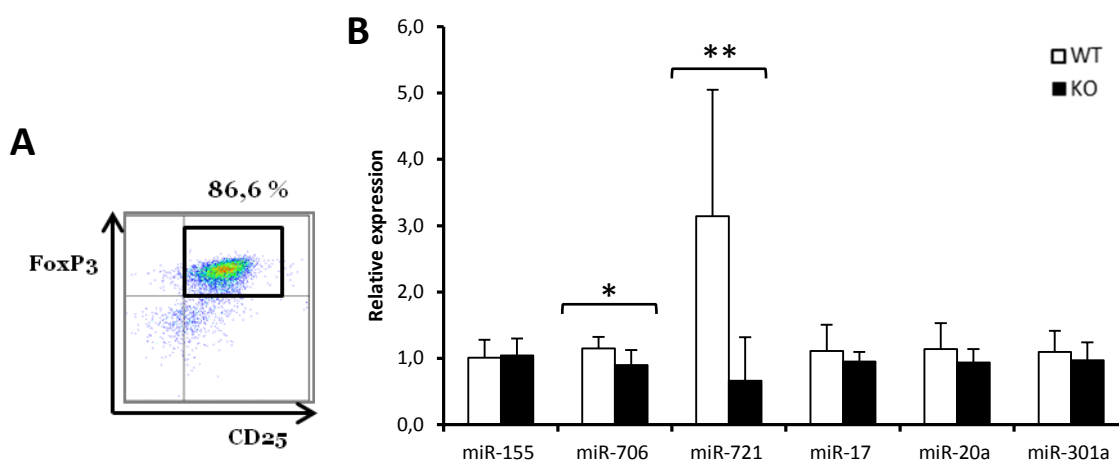 A
86,6 %
FoxP3
CD25
B
Relative expression
6,0
5,0
4,0
3,0
2,0
1,0
0,0
*
**
WT
KO
miR-155 miR-706 miR-721 miR-17 miR-20a miR-301a